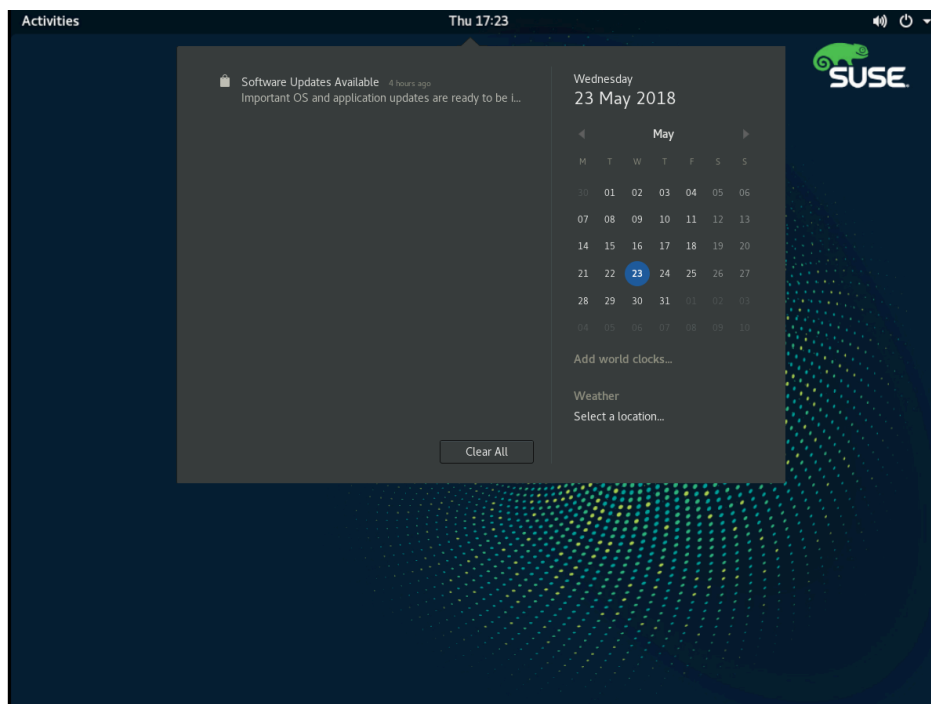 Activities
Thu 17:23
SUSE.
Software Updates Available 4 hours ago
Important OS and application updates are ready to be i...
Clear All
Wednesday
23 May 2018
May
M T W T F S S
30 01 02 03 04 05 06
07 08 09 10 11 12 13
14 15 16 17 18 19 20
21 22 23 24 25 26 27
28 29 30 31 01 02 03
04 05 06 07 08 09 10
Add world clocks...
Weather
Select a location...